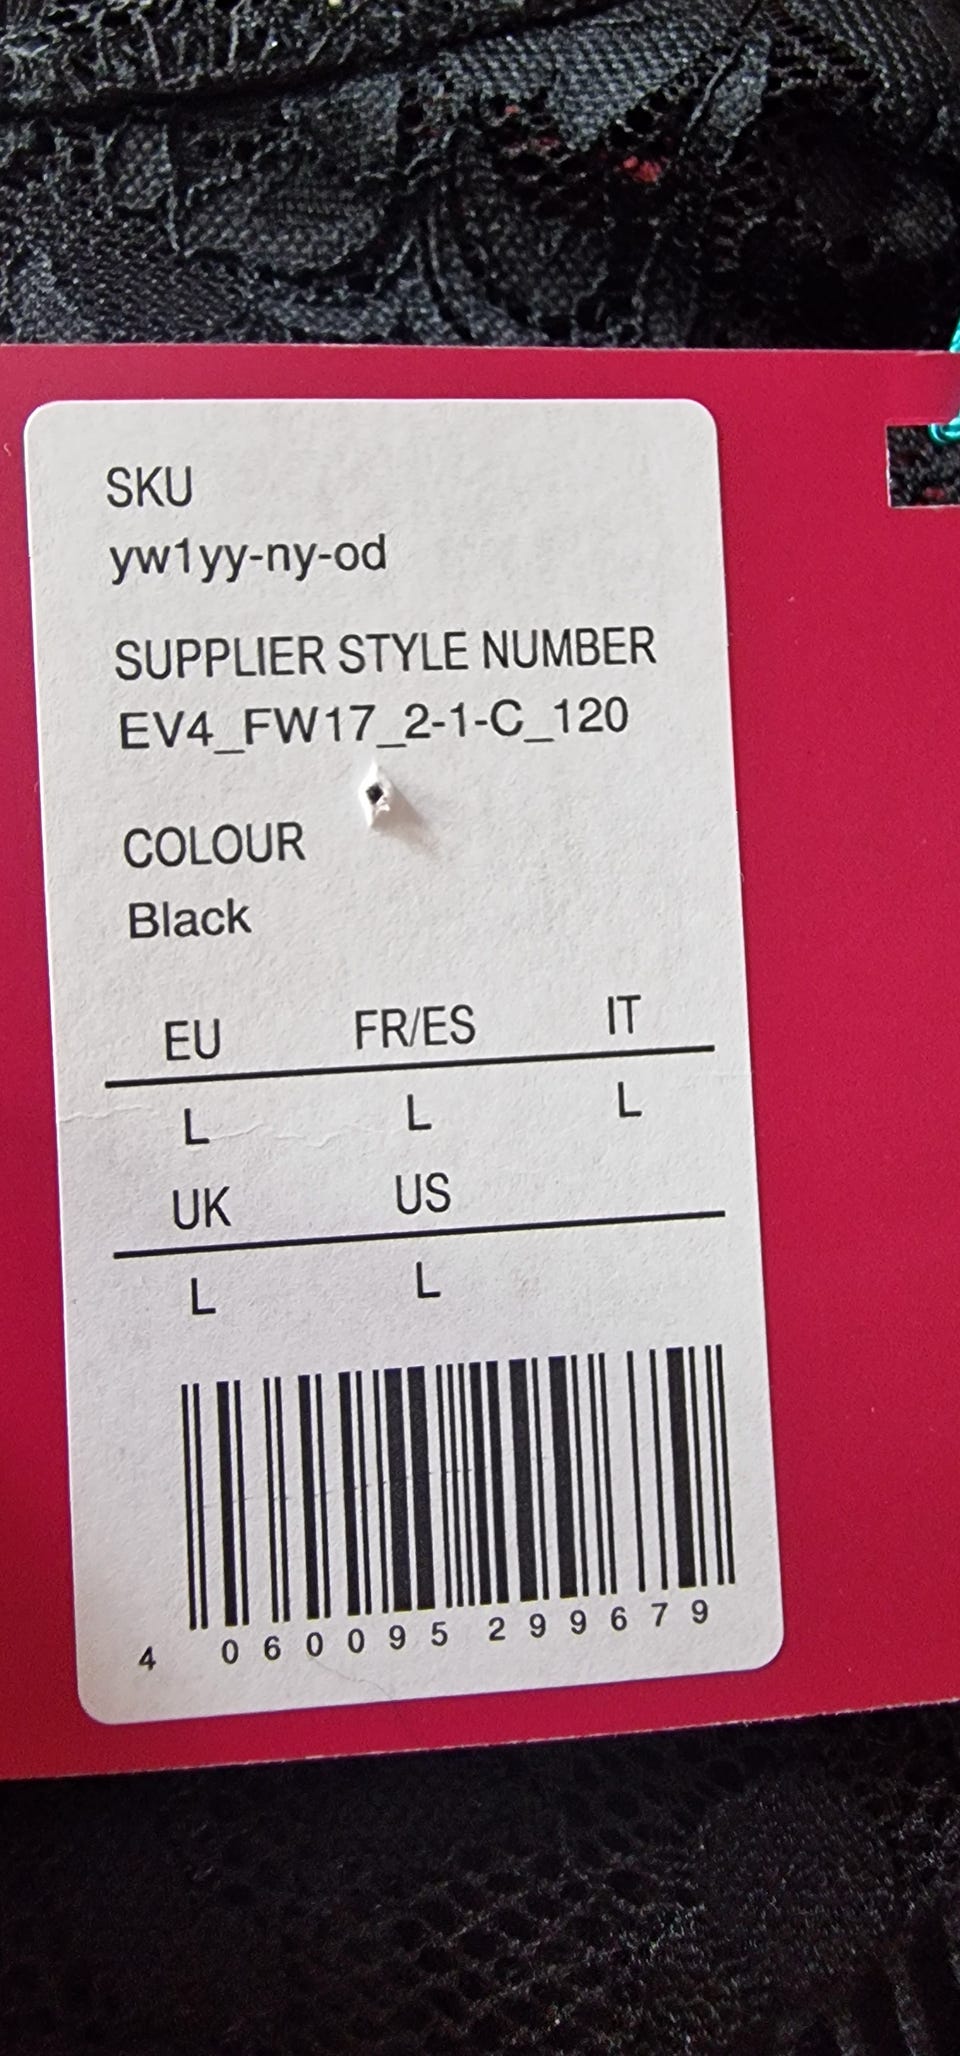 SKU
yw1yy-ny-od
SUPPLIER STYLE NUMBER
EV4_FW17_2-1-C_120
COLOUR
Black
EU FR/ES IT
L L L
UK US
L L
4 060095 299679